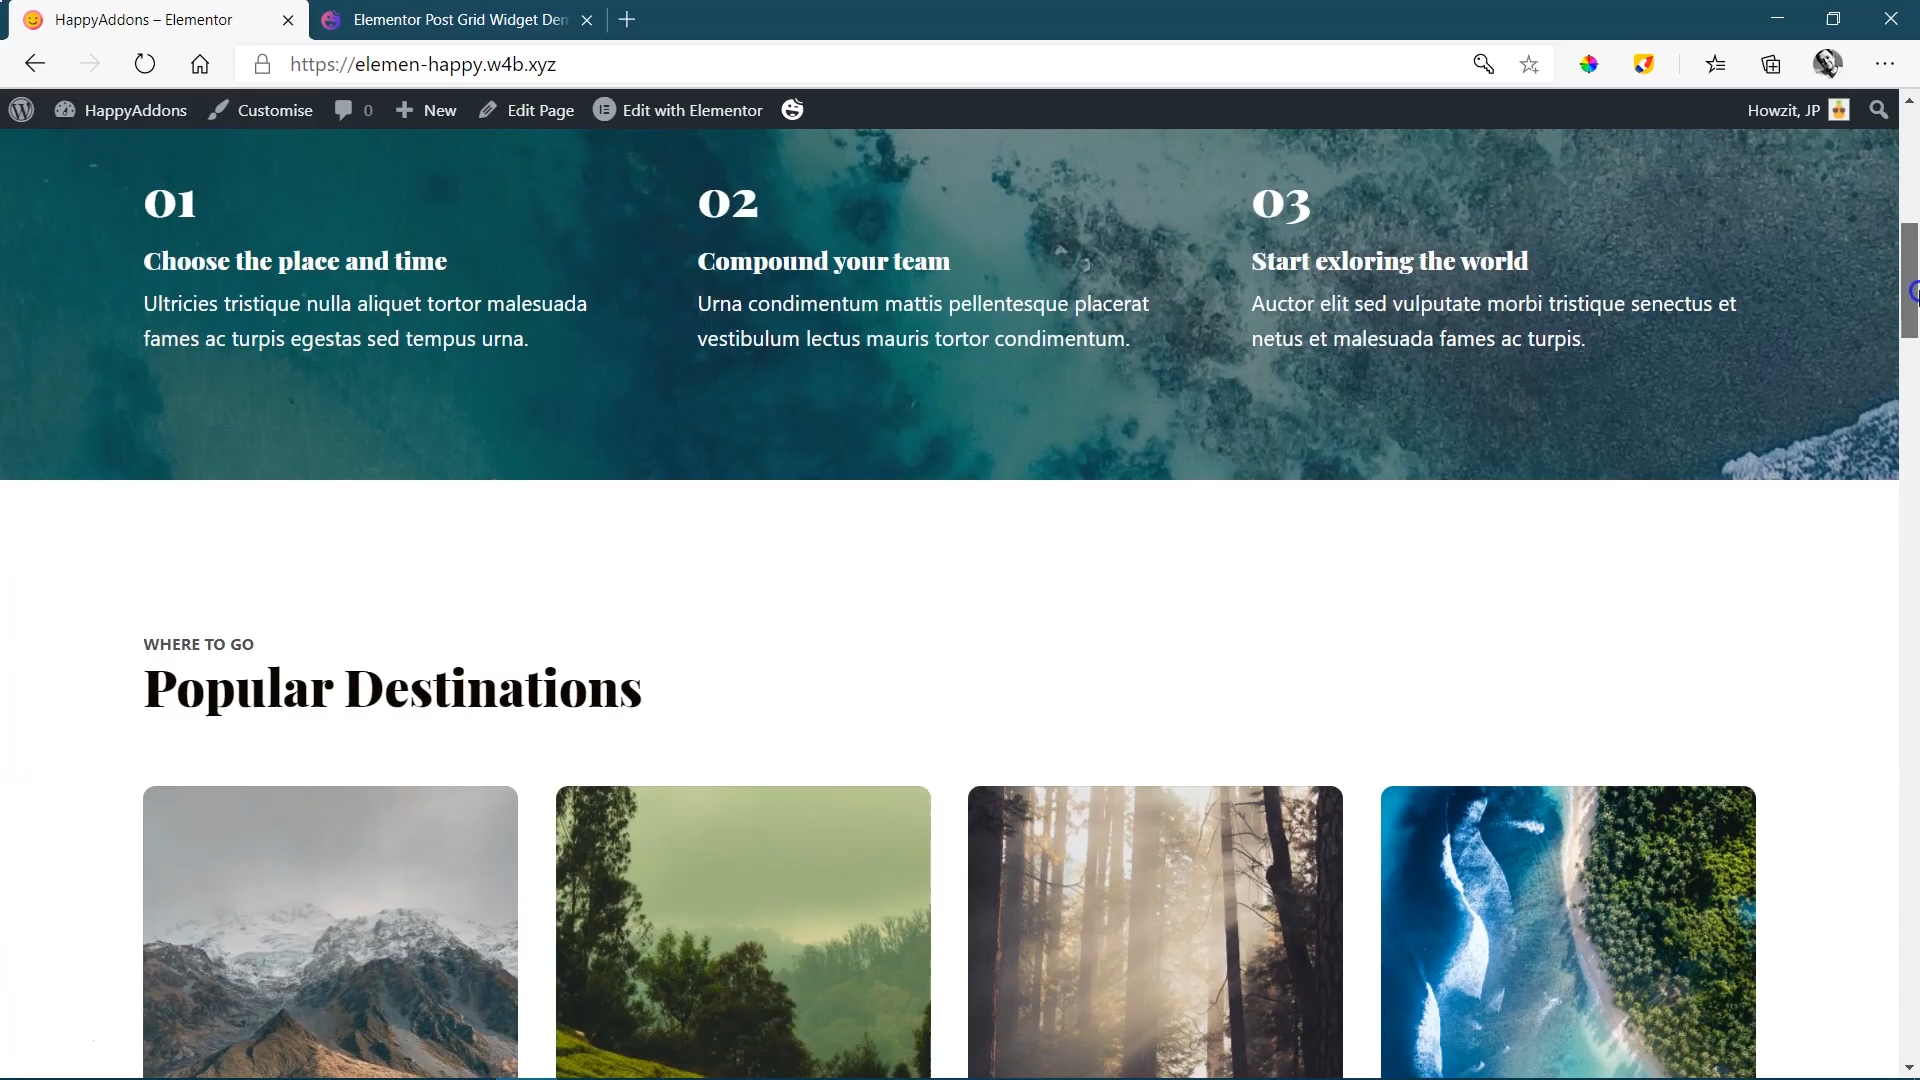 HappyAddons – Elementor
Elementor Post Grid Widget Dem
https://elemen-happy.w4b.xyz
HappyAddons Customise 0 New Edit Page Edit with Elementor
Howzit, JP
01
Choose the place and time
Ultricies tristique nulla aliquet tortor malesuada
fames ac turpis egestas sed tempus urna.
02
Compound your team
Urna condimentum mattis pellentesque placerat
vestibulum lectus mauris tortor condimentum.
03
Start exloring the world
Auctor elit sed vulputate morbi tristique senectus et
netus et malesuada fames ac turpis.
WHERE TO GO
Popular Destinations